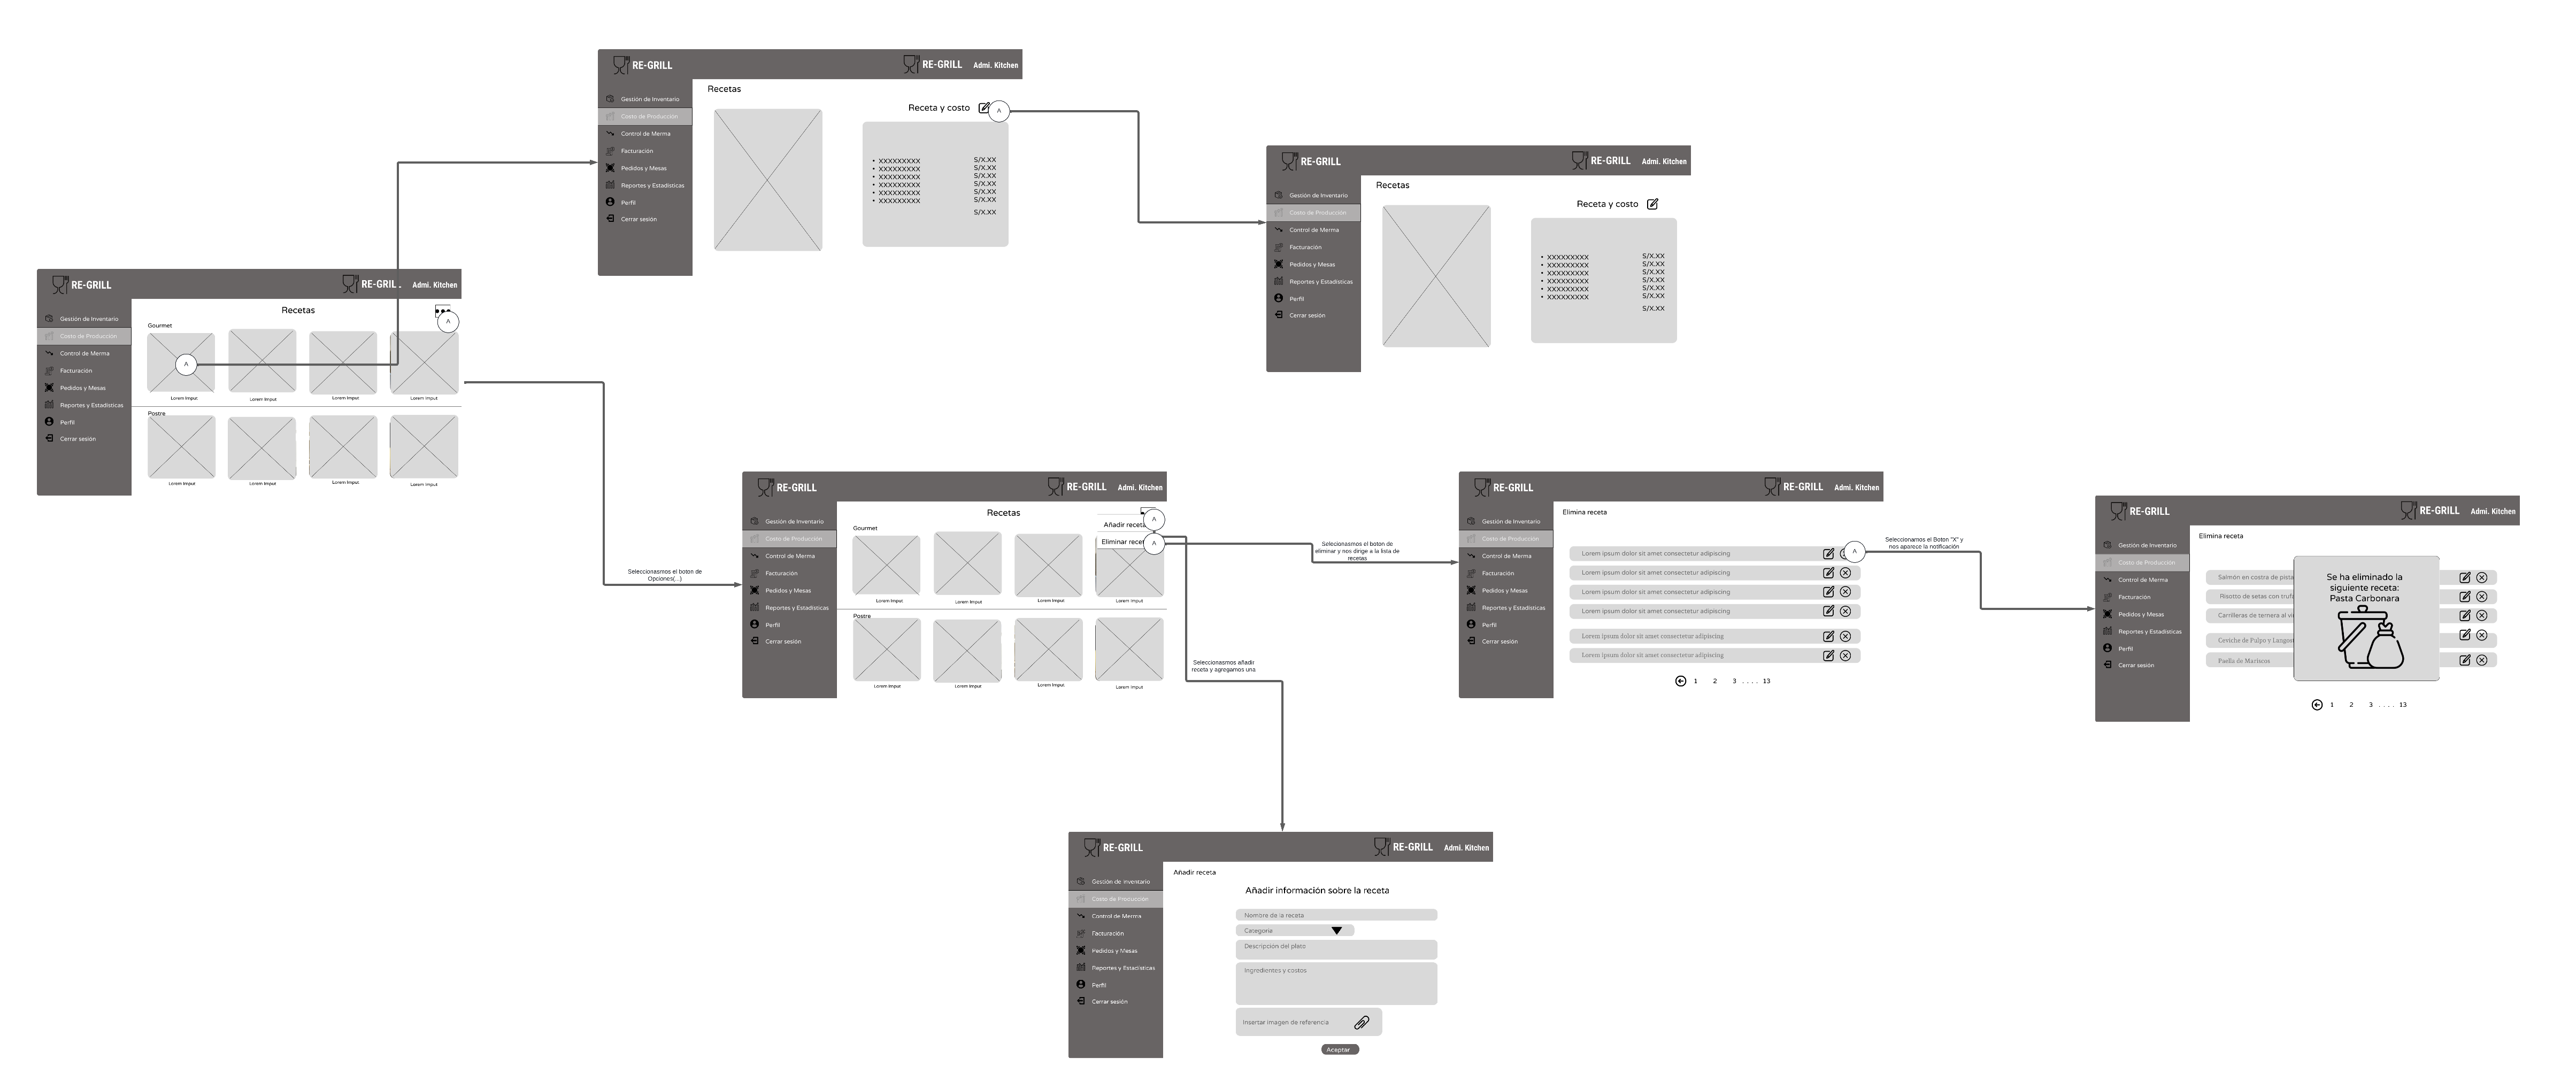 RE-GRILL
RE-GRILL
Admi. Kitchen
Gestión de Inventario
Costo de Producción
Control de Merma
Facturación
Pedidos y Mesas
Reportes y Estadísticas
Perfil
Cerrar sesión
Recetas
Receta y costo
A
• XXXXXXXXX S/X.XX
• XXXXXXXXX S/X.XX
• XXXXXXXXX S/X.XX
• XXXXXXXXX S/X.XX
• XXXXXXXXX S/X.XX
• XXXXXXXXX S/X.XX
S/X.XX
RE-GRILL
RE-GRILL
Admi. Kitchen
Gestión de Inventario
Costo de Producción
Control de Merma
Facturación
Pedidos y Mesas
Reportes y Estadísticas
Perfil
Cerrar sesión
Recetas
Receta y costo
• XXXXXXXXX S/X.XX
• XXXXXXXXX S/X.XX
• XXXXXXXXX S/X.XX
• XXXXXXXXX S/X.XX
• XXXXXXXXX S/X.XX
• XXXXXXXXX S/X.XX
S/X.XX
RE-GRILL
RE-GRIL
Admi. Kitchen
Gestión de Inventario
Costo de Producción
Control de Merma
Facturación
Pedidos y Mesas
Reportes y Estadísticas
Perfil
Cerrar sesión
Recetas
A
Gourmet
A
Lorem Imput Lorem Imput Lorem Imput Lorem Imput
Postre
Lorem Imput Lorem Imput Lorem Imput Lorem Imput
Seleccionasmos el boton de
Opciones(...)
RE-GRILL
RE-GRILL
Admi. Kitchen
Gestión de Inventario
Costo de Producción
Control de Merma
Facturación
Pedidos y Mesas
Reportes y Estadísticas
Perfil
Cerrar sesión
Recetas
A
Añadir receta
Gourmet
Eliminar recet
A
Lorem Imput Lorem Imput Lorem Imput Lorem Imput
Postre
Lorem Imput Lorem Imput Lorem Imput Lorem Imput
Seleccionasmos el boton de
eliminar y nos dirige a la lista de
recetas
Seleccionasmos añadir
receta y agregamos una
RE-GRILL
RE-GRILL
Admi. Kitchen
Gestión de Inventario
Costo de Producción
Control de Merma
Facturación
Pedidos y Mesas
Reportes y Estadísticas
Perfil
Cerrar sesión
Elimina receta
Lorem ipsum dolor sit amet consectetur adipiscing
A
Lorem ipsum dolor sit amet consectetur adipiscing
Lorem ipsum dolor sit amet consectetur adipiscing
Lorem ipsum dolor sit amet consectetur adipiscing
Lorem ipsum dolor sit amet consectetur adipiscing
Lorem ipsum dolor sit amet consectetur adipiscing
1 2 3 . . . . 13
Seleccionamos el Boton "X" y
nos aparece la notificación
RE-GRILL
RE-GRILL
Admi. Kitchen
Gestión de Inventario
Costo de Producción
Control de Merma
Facturación
Pedidos y Mesas
Reportes y Estadísticas
Perfil
Cerrar sesión
Elimina receta
Salmón en costra de pista
Risotto de setas con trufa
Carrilleras de ternera al vi
Ceviche de Pulpo y Langos
Paella de Mariscos
Se ha eliminado la
siguiente receta:
Pasta Carbonara
1 2 3 . . . . 13
RE-GRILL
RE-GRILL
Admi. Kitchen
Gestión de Inventario
Costo de Producción
Control de Merma
Facturación
Pedidos y Mesas
Reportes y Estadísticas
Perfil
Cerrar sesión
Añadir receta
Añadir información sobre la receta
Nombre de la receta
Categoria
Descripcion del plato
Ingredientes y costos
Insertar imagen de referencia
Aceptar